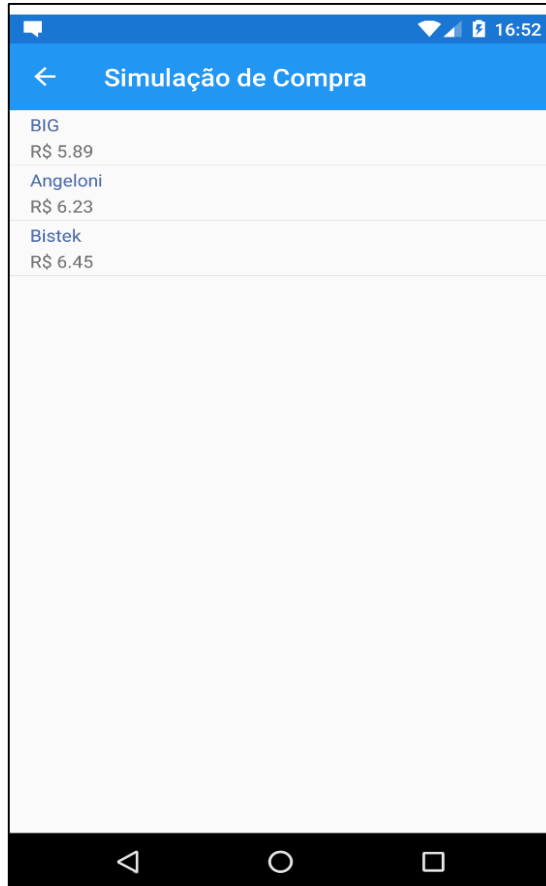 16:52
Simulação de Compra
BIG
R$ 5.89
Angeloni
R$ 6.23
Bistek
R$ 6.45